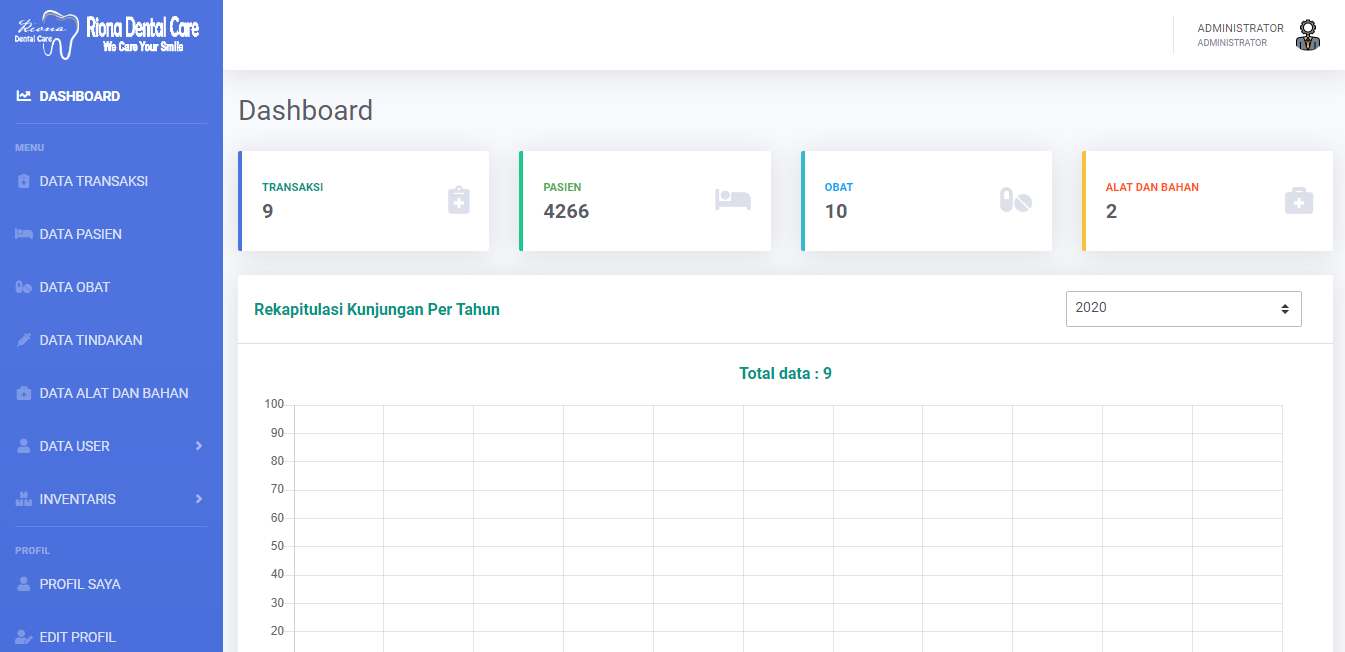 Riona
Dental Care
Riona Dental Care
We Care Your Smile
DASHBOARD
MENU
DATA TRANSAKSI
DATA PASIEN
DATA OBAT
DATA TINDAKAN
DATA ALAT DAN BAHAN
DATA USER
INVENTARIS
PROFIL
PROFIL SAYA
EDIT PROFIL
ADMINISTRATOR
ADMINISTRATOR
Dashboard
TRANSAKSI
9
PASIEN
4266
OBAT
10
ALAT DAN BAHAN
2
Rekapitulasi Kunjungan Per Tahun
2020
Total data : 9
100
90
80
70
60
50
40
30
20